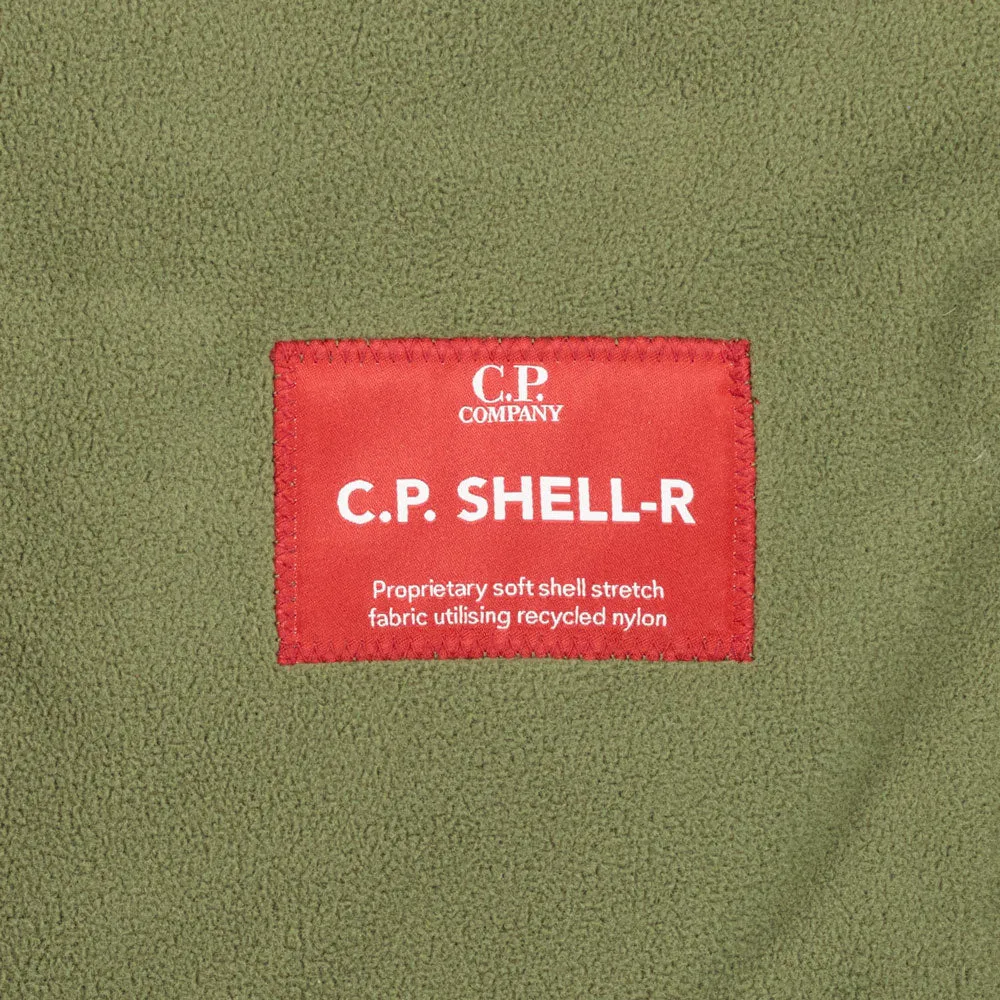 C.P.
COMPANY
C.P. SHELL-R
Proprietary soft shell stretch
fabric utilising recycled nylon